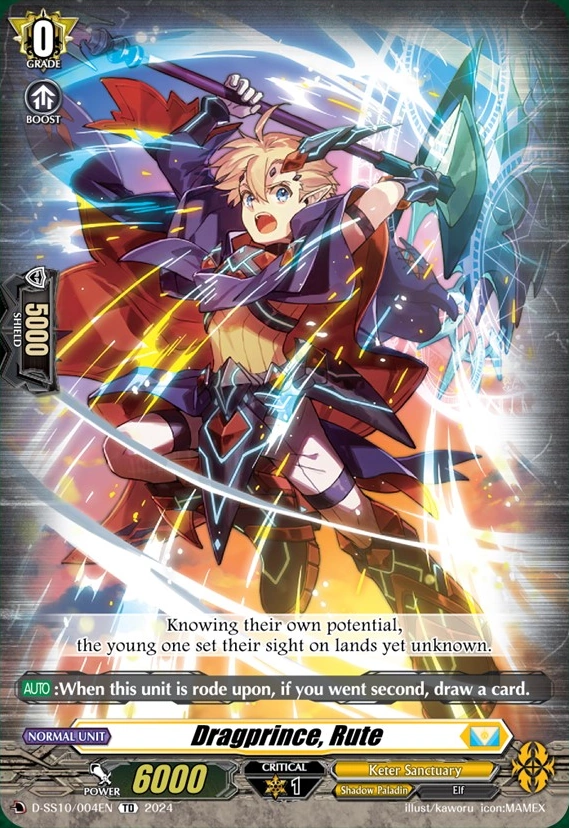 0
GRADE
BOOST
5000
SHIELD
Knowing their own potential,
the young one set their sight on lands yet unknown.
AUTO :When this unit is rode upon, if you went second, draw a card.
NORMAL UNIT
Dragprince, Rute
POWER 6000
CRITICAL
1
Keter Sanctuary
Shadow Paladin Elf
D-SS10/004EN TD 2024 illust/kaworu icon:MAMEX